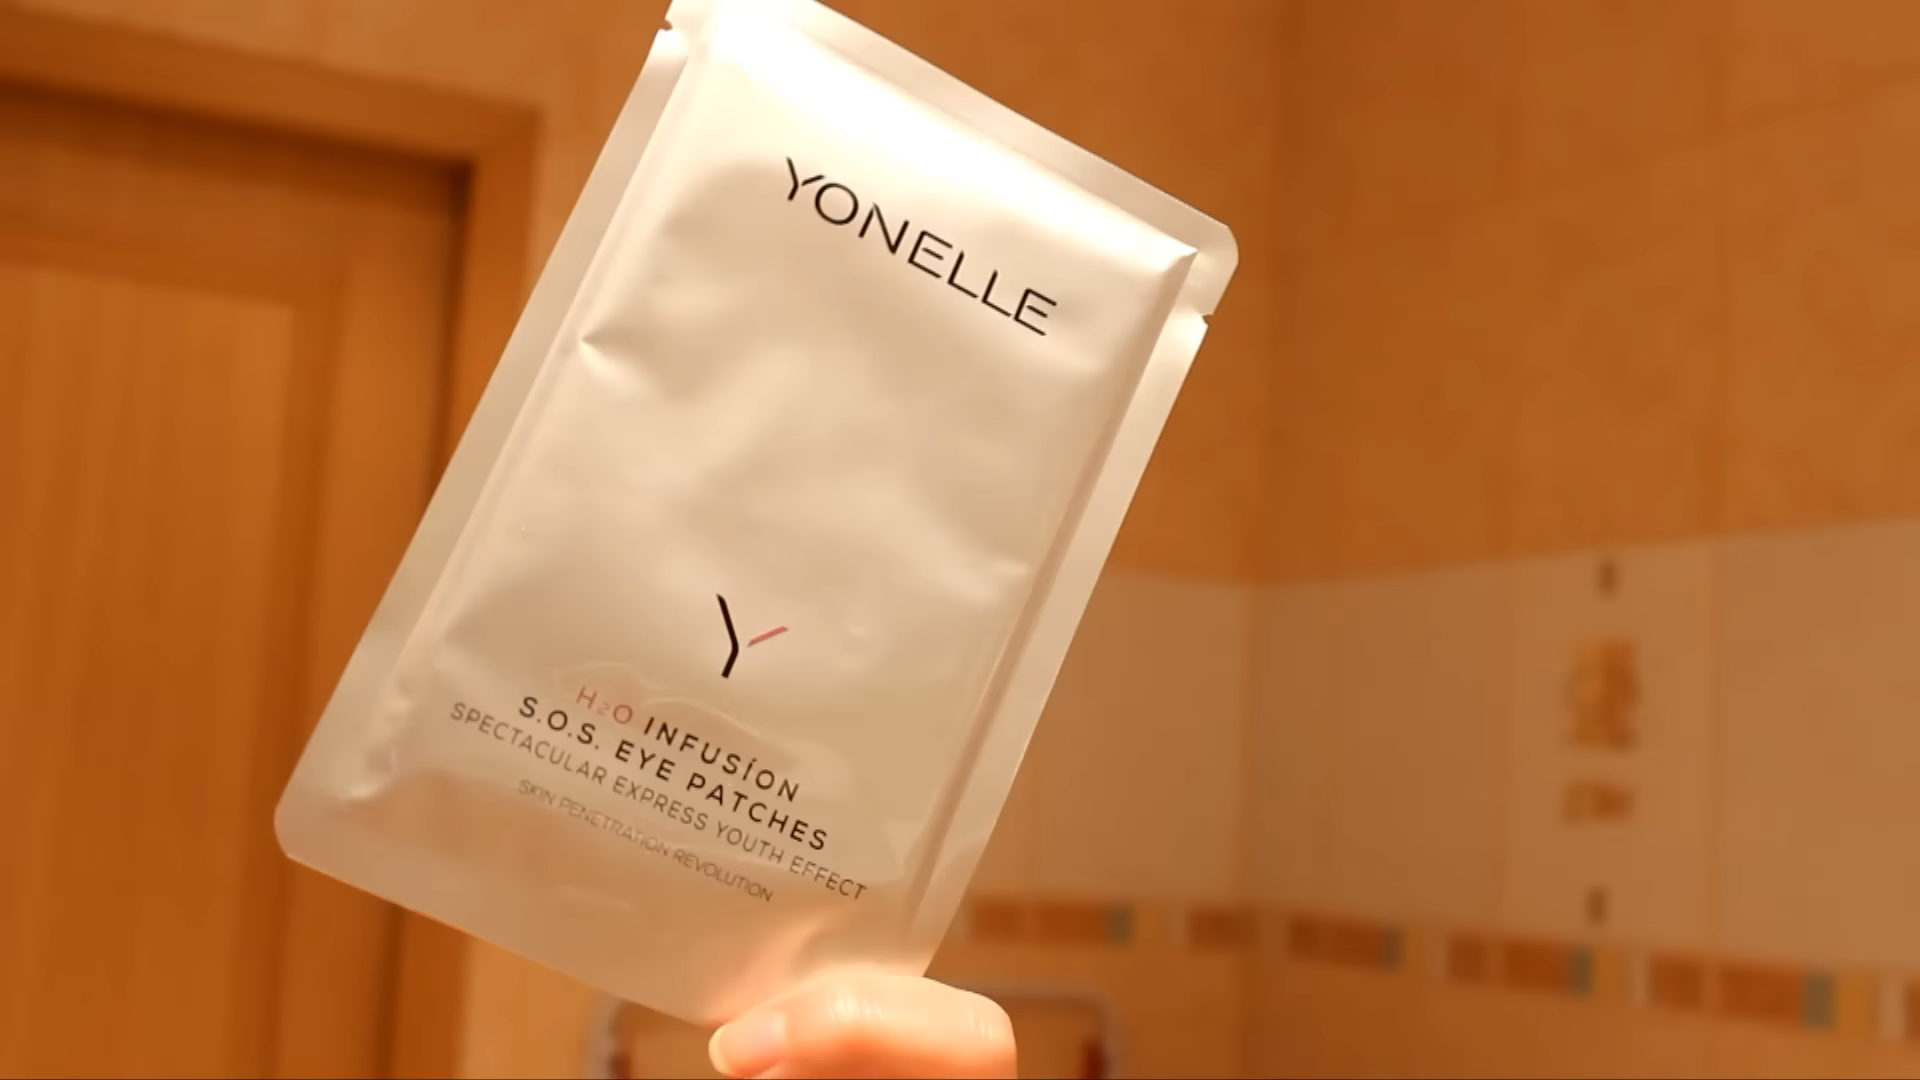 YONELLE
Y
H₂O INFUSÍON
S.O.S. EYE PATCHES
SPECTACULAR EXPRESS YOUTH EFFECT
SKIN PENETRATION REVOLUTION